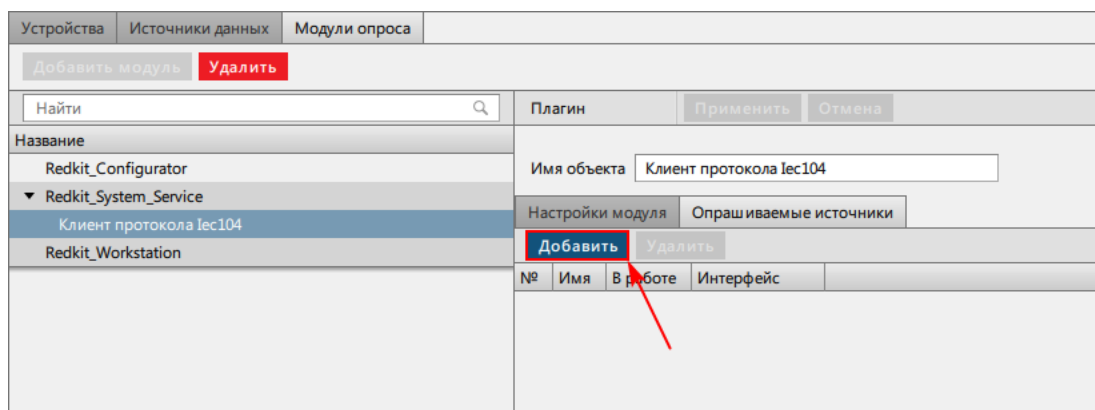 Устройства Источники данных Модули опроса
Добавить модуль Удалить
Найти
Название
Redkit_Configurator
Redkit_System_Service
Клиент протокола Iec104
Redkit_Workstation
Плагин Применить Отмена
Имя объекта Клиент протокола Iec104
Настройки модуля Опрашиваемые источники
Добавить Удалить
№ Имя В работе Интерфейс